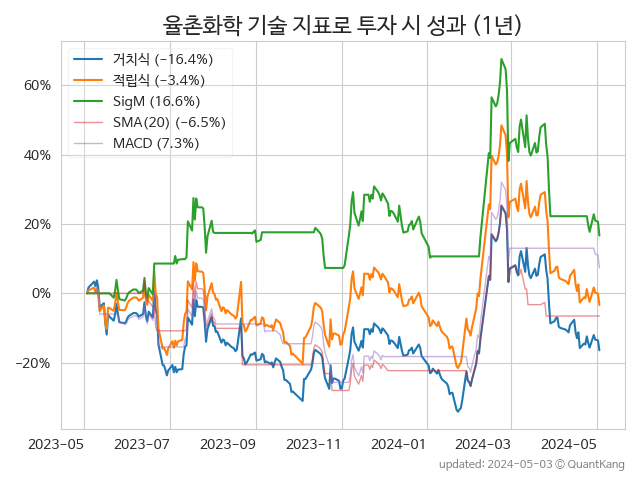 율촌화학 기술 지표로 투자 시 성과 (1년)
거치식 (−16.4%)
적립식 (−3.4%)
SigM (16.6%)
SMA(20) (−6.5%)
MACD (7.3%)
60%
40%
20%
0%
−20%
2023-05 2023-07 2023-09 2023-11 2024-01 2024-03 2024-05
updated: 2024-05-03 ⓒ QuantKang